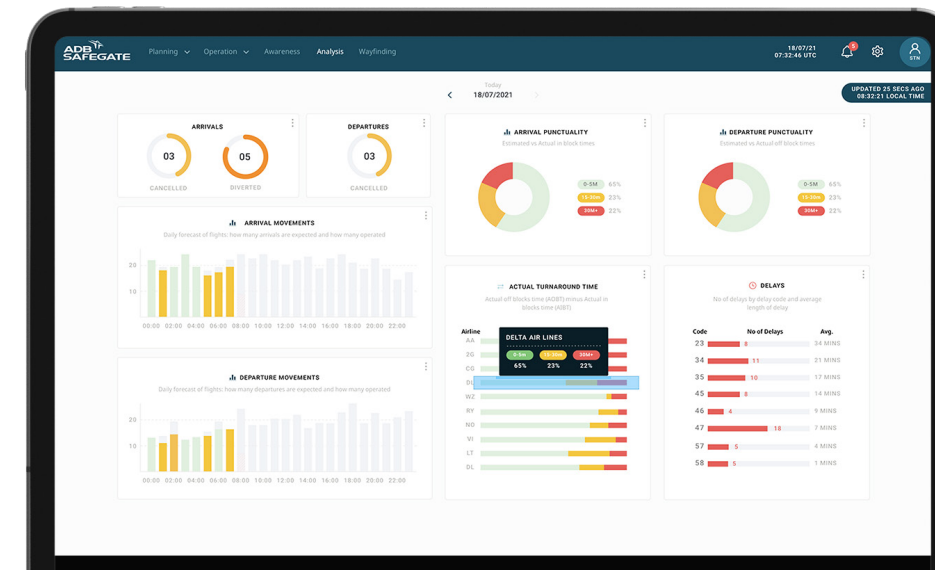 ADB
SAFEGATE
Planning
Operation
Awareness
Analysis
Wayfinding
18/07/21
07:32:46 UTC
5
STN
Today
18/07/2021
UPDATED 25 SECS AGO
08:32:21 LOCAL TIME
ARRIVALS
03
CANCELLED
05
DIVERTED
DEPARTURES
03
CANCELLED
ARRIVAL MOVEMENTS
Daily forecast of flights: how many arrivals are expected and how many operated
20
10
00:00 02:00 04:00 06:00 08:00 10:00 12:00 14:00 16:00 18:00 20:00 22:00
DEPARTURE MOVEMENTS
Daily forecast of flights: how many departures are expected and how many operated
20
10
00:00 02:00 04:00 06:00 08:00 10:00 12:00 14:00 16:00 18:00 20:00 22:00
ARRIVAL PUNCTUALITY
Estimated vs Actual in block times
0-5M 65%
15-30m 23%
30M+ 22%
DEPARTURE PUNCTUALITY
Estimated vs Actual off block times
0-5M 65%
15-30m 23%
30M+ 22%
ACTUAL TURNAROUND TIME
Actual off blocks time (AOBT) minus Actual in
blocks time (AIBT)
Airline
AA
2G
CG
DL
WZ
RY
NO
VI
LT
DL
DELTA AIR LINES
0-5m 15-30m 30M+
65% 23% 22%
DELAYS
No of delays by delay code and average
length of delay
Code No of Delays Avg.
23 8 34 MINS
34 11 21 MINS
35 10 17 MINS
45 8 14 MINS
46 4 9 MINS
47 18 7 MINS
57 5 4 MINS
58 5 1 MINS